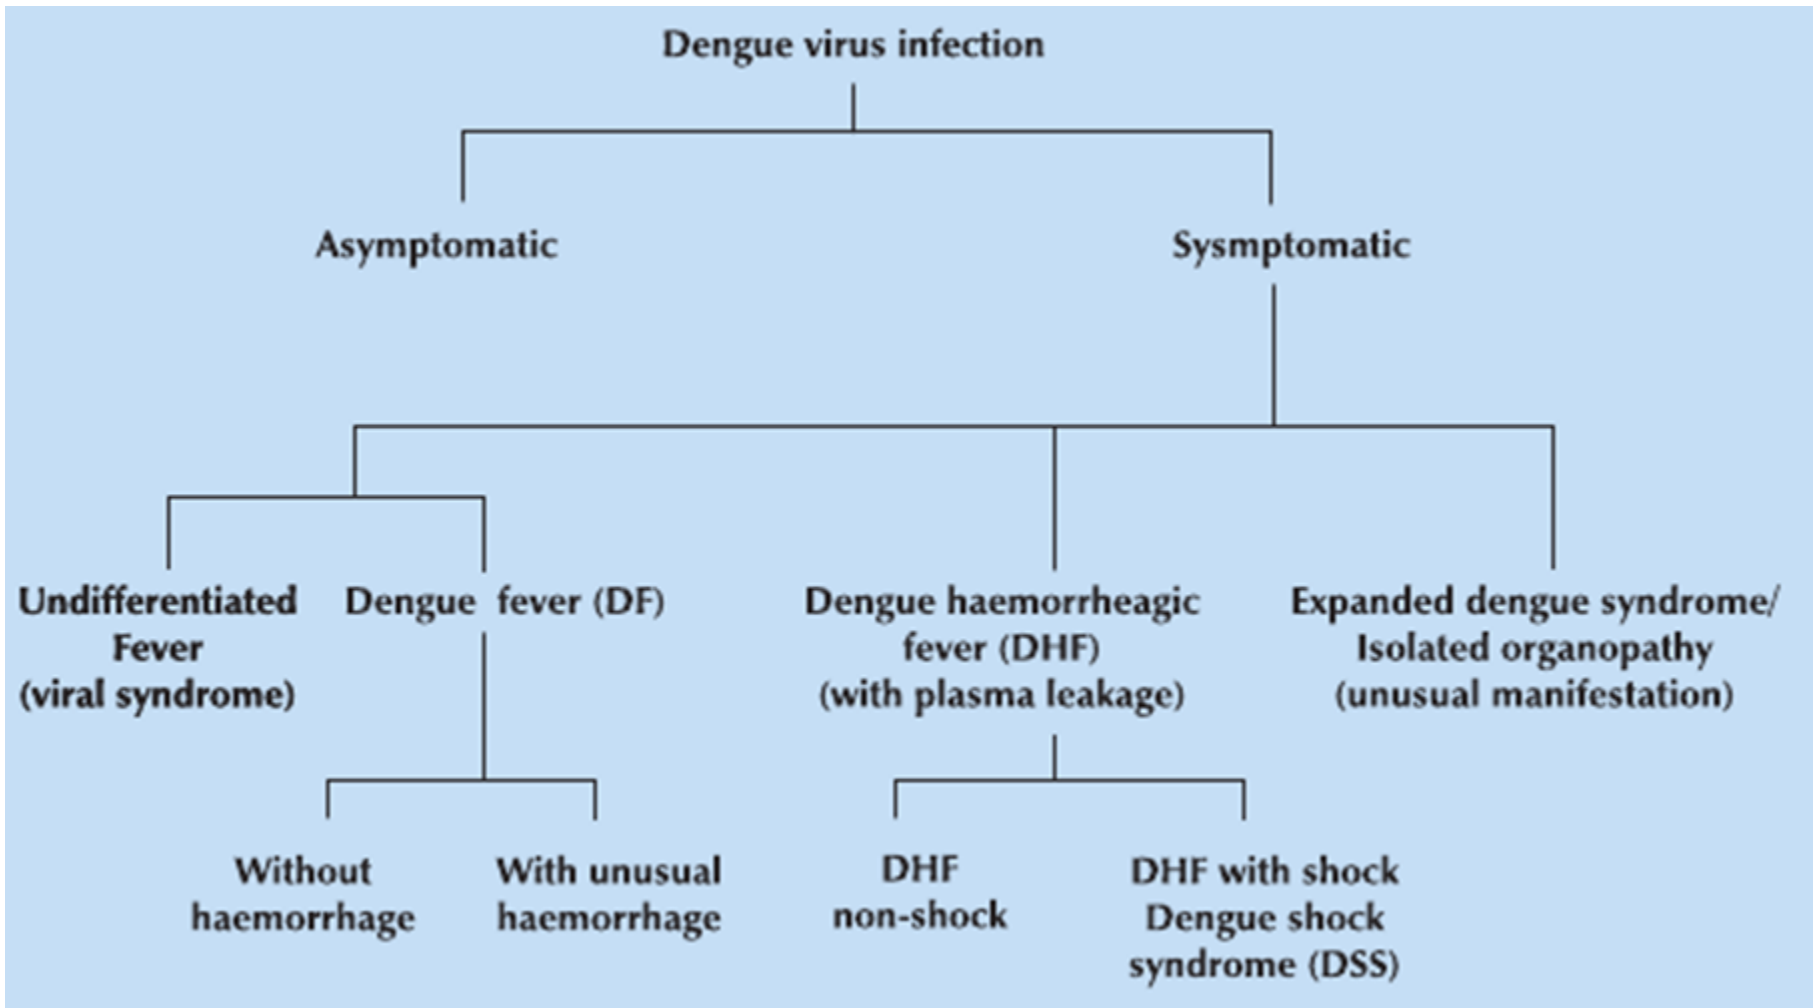 Dengue virus infection
Asymptomatic
Sysmptomatic
Undifferentiated
Fever
(viral syndrome)
Dengue fever (DF)
Dengue haemorrheagic
fever (DHF)
(with plasma leakage)
Expanded dengue syndrome/
Isolated organopathy
(unusual manifestation)
Without
haemorrhage
With unusual
haemorrhage
DHF
non-shock
DHF with shock
Dengue shock
syndrome (DSS)